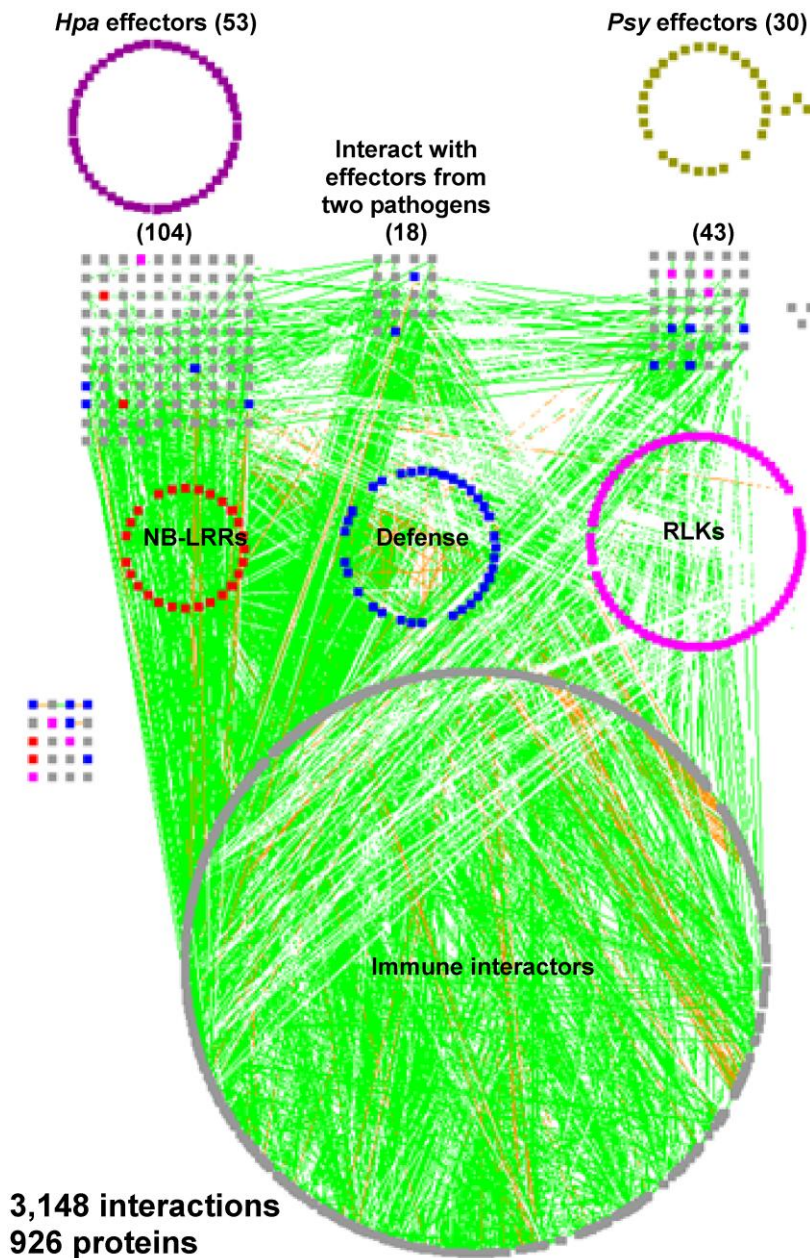 Hpa effectors (53)
Psy effectors (30)
Interact with
effectors from
two pathogens
(104)
(18)
(43)
NB-LRRs
Defense
RLKs
Immune interactors
3,148 interactions
926 proteins